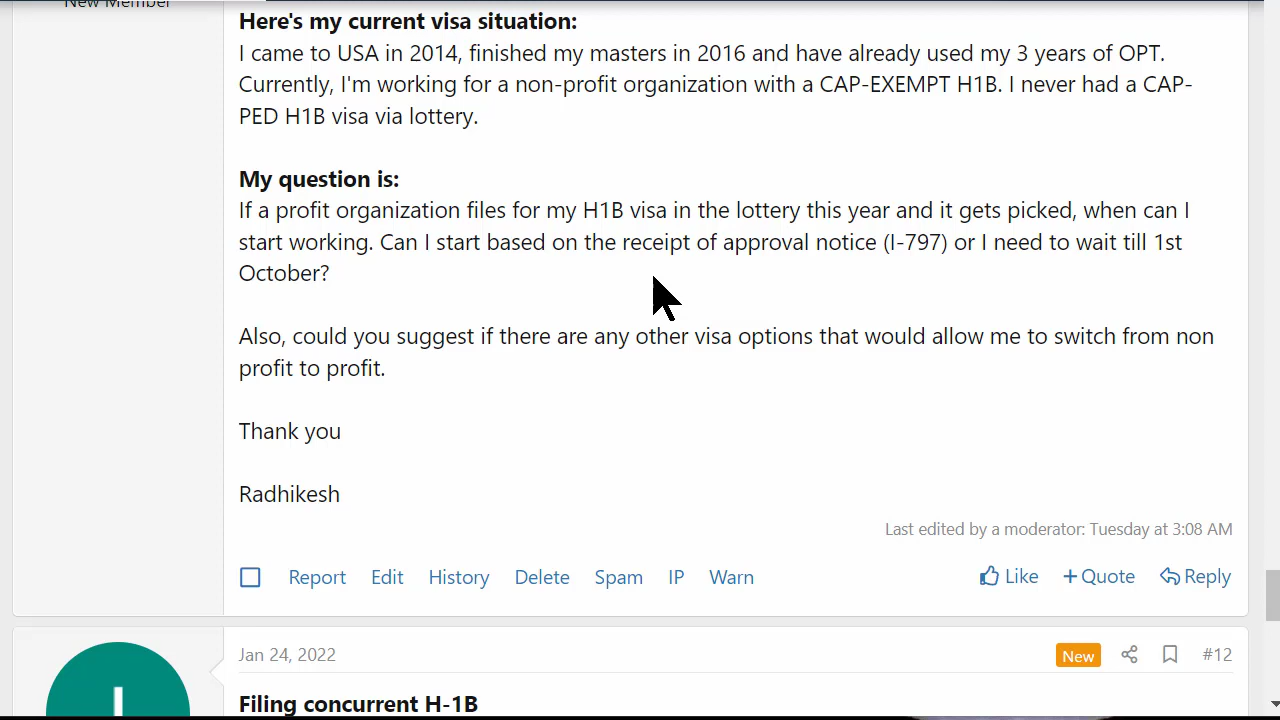 New Member
Here's my current visa situation:
I came to USA in 2014, finished my masters in 2016 and have already used my 3 years of OPT.
Currently, I'm working for a non-profit organization with a CAP-EXEMPT H1B. I never had a CAP-
PED H1B visa via lottery.
My question is:
If a profit organization files for my H1B visa in the lottery this year and it gets picked, when can I
start working. Can I start based on the receipt of approval notice (I-797) or I need to wait till 1st
October?
Also, could you suggest if there are any other visa options that would allow me to switch from non
profit to profit.
Thank you
Radhikesh
Last edited by a moderator: Tuesday at 3:08 AM
Report Edit History Delete Spam IP Warn Like + Quote Reply
Jan 24, 2022 New #12
Filing concurrent H-1B